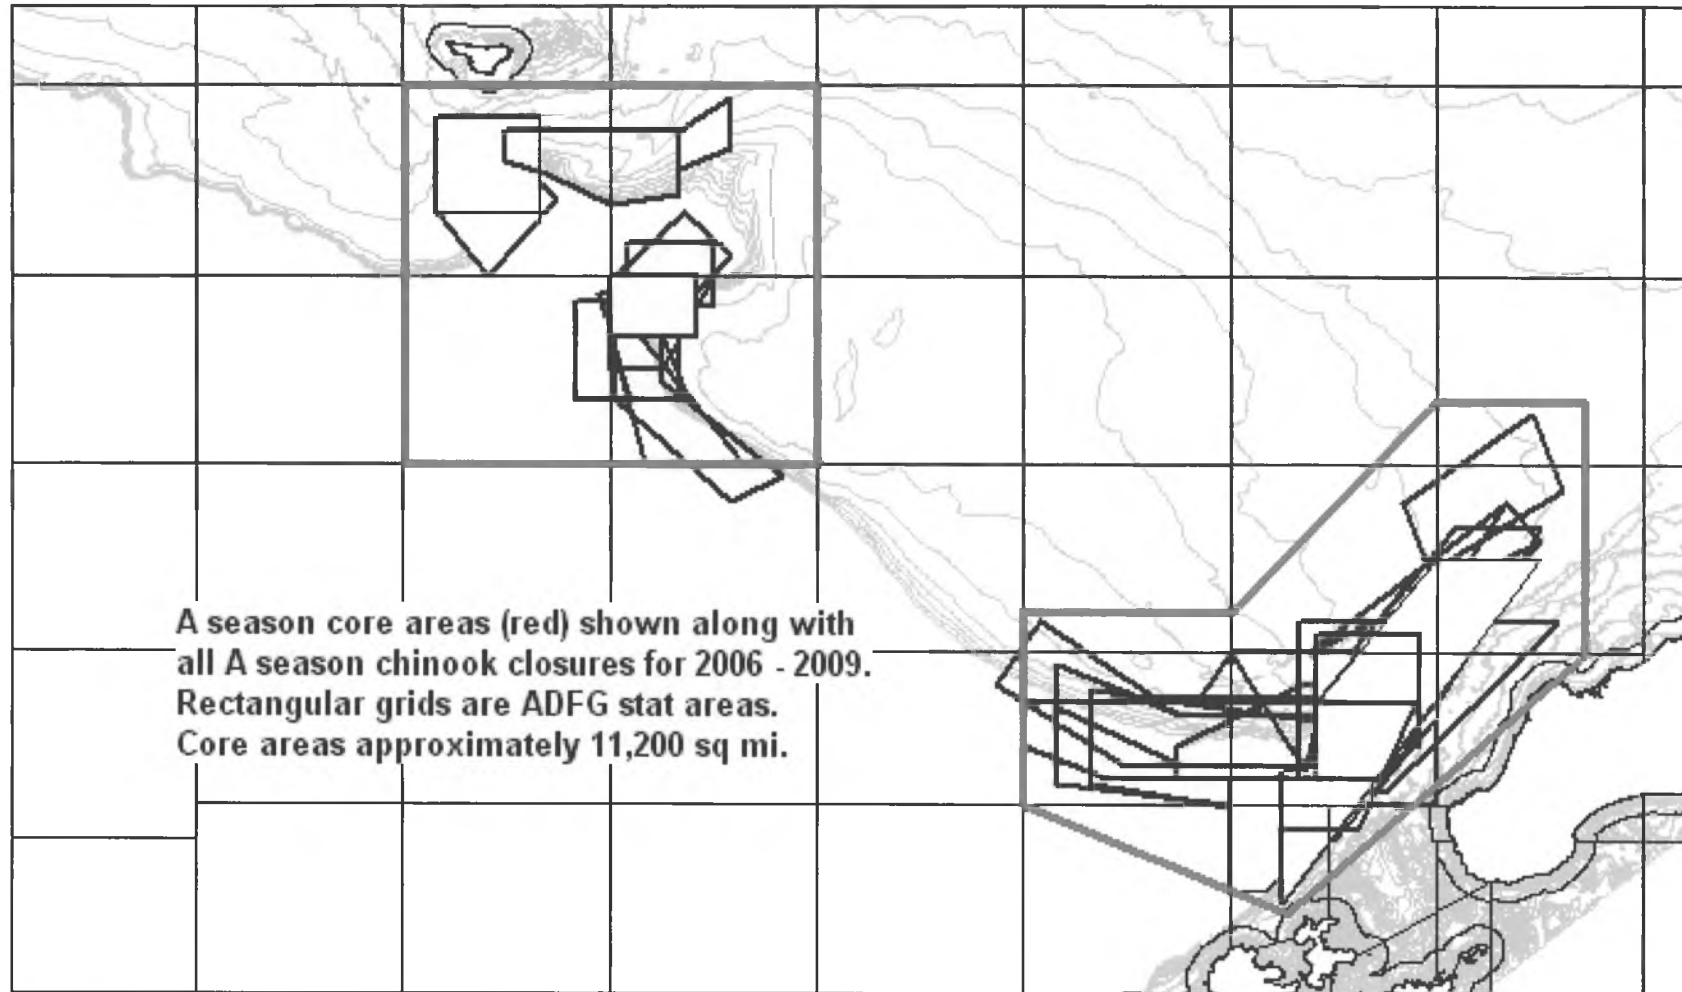 A season core areas (red) shown along with
all A season chinook closures for 2006 - 2009.
Rectangular grids are ADFG stat areas.
Core areas approximately 11,200 sq mi.